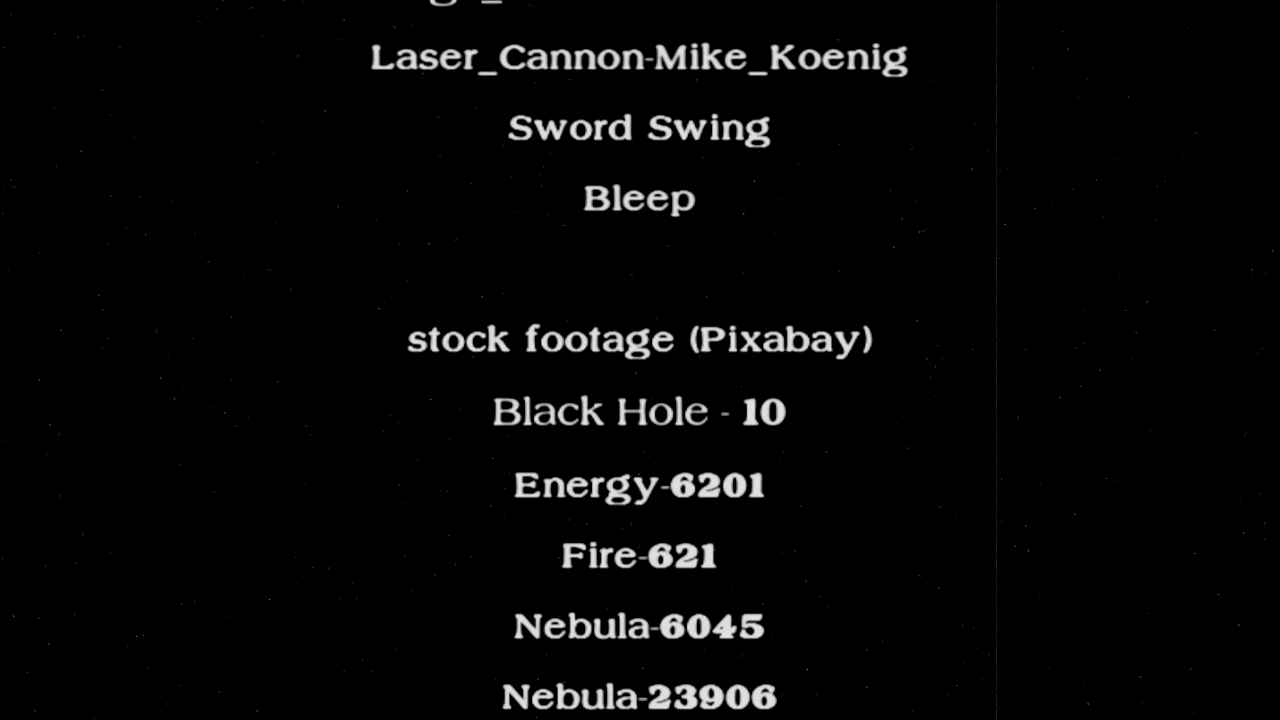 Laser_Cannon-Mike_Koenig
Sword Swing
Bleep
stock footage (Pixabay)
Black Hole - 10
Energy-6201
Fire-621
Nebula-6045
Nebula-23906